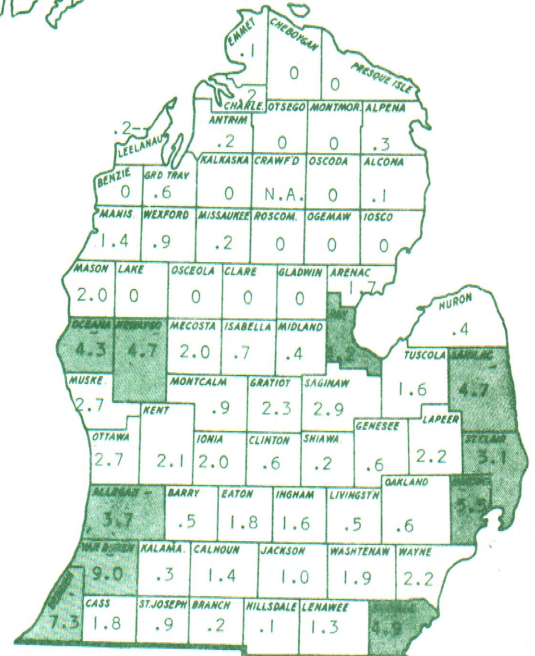 EMMET CHEBOYGAN PRESQUE ISLE
.1 0 0
.2
CHARLE. OTSEGO MONTMOR. ALPENA
ANTRIM
.2 0 0 .3
.2
LEELANAU
KALKASKA CRAWF'D OSCODA ALCONA
BENZIE GRD TRAV
0 .6 0 N.A. 0 .1
MANIS WEXFORD MISSAUKEE ROSCOM. OGEMAW IOSCO
1.4 .9 .2 0 0 0
MASON LAKE OSCEOLA CLARE GLADWIN ARENAC
2.0 0 0 0 0 1.7
HURON
.4
OCEANA NEWAYGO MECOSTA ISABELLA MIDLAND
4.3 4.7 2.0 .7 .4
TUSCOLA SANILAC
1.6 4.7
MUSKE. MONTCALM GRATIOT SAGINAW
2.7 .9 2.3 2.9
KENT LAPEER
GENESEE
OTTAWA IONIA CLINTON SHIAWA ST.CLAIR
2.7 2.1 2.0 .6 .2 .6 2.2 3.1
OAKLAND
ALLEGAN BARRY EATON INGHAM LIVINGST'N
3.7 .5 1.8 1.6 .5 .6
VAN BUREN KALAMA. CALHOUN JACKSON WASHTENAW WAYNE
9.0 .3 1.4 1.0 1.9 2.2
CASS ST.JOSEPH BRANCH HILLSDALE LENAWEE
7.3 1.8 .9 .2 .1 1.3 4.9